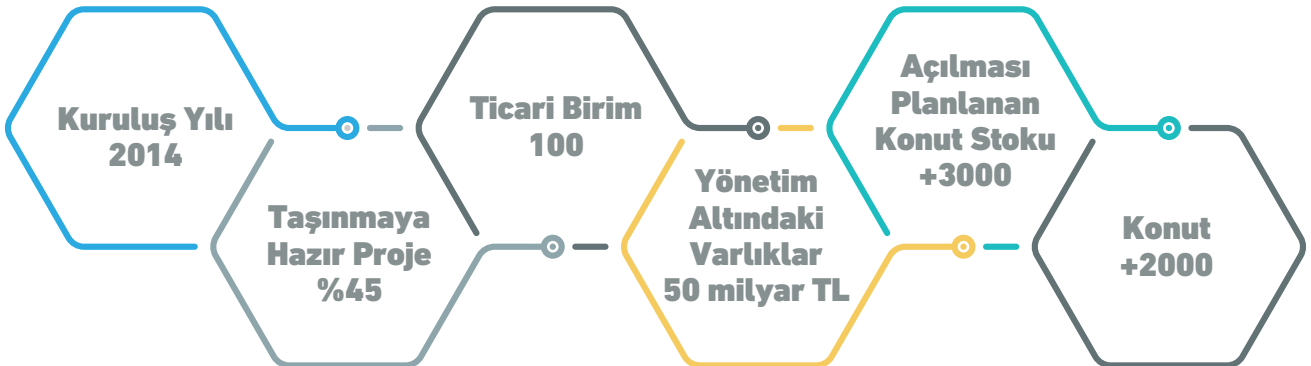 Kuruluş Yılı
2014
Taşınmaya
Hazır Proje
%45
Ticari Birim
100
Yönetim
Altındaki
Varlıklar
50 milyar TL
Açılması
Planlanan
Konut Stoku
+3000
Konut
+2000